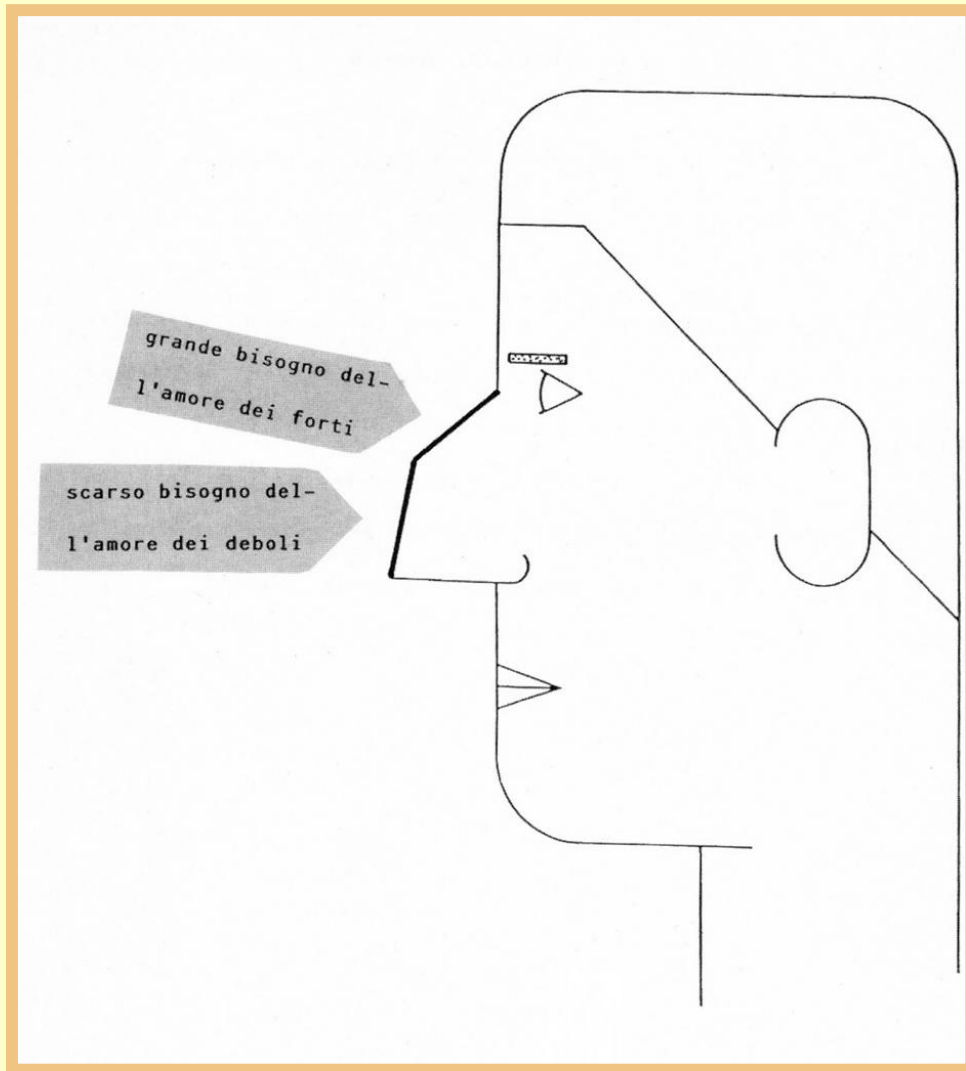 grande bisogno del-
l'amore dei forti
scarso bisogno del-
l'amore dei deboli